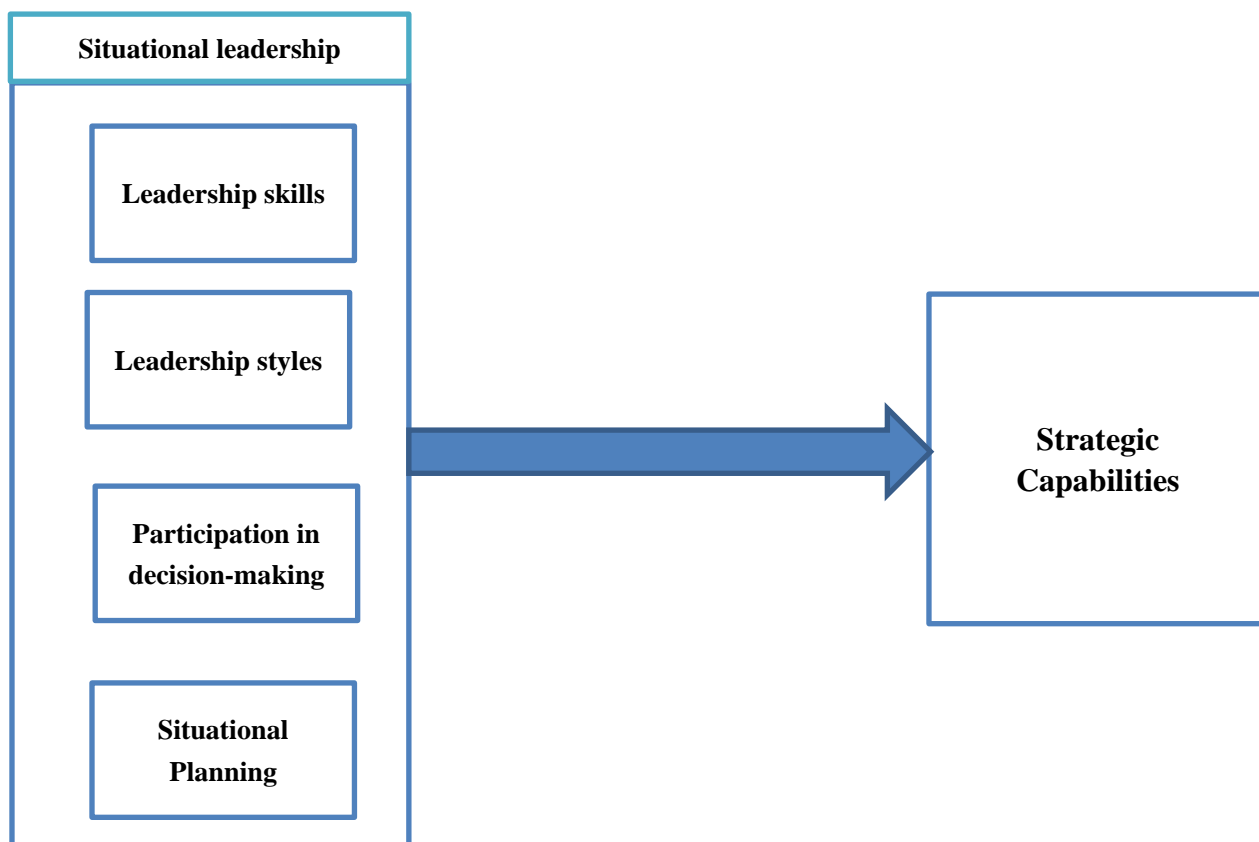 Situational leadership
Leadership skills
Leadership styles
Participation in
decision-making
Situational
Planning
Strategic
Capabilities